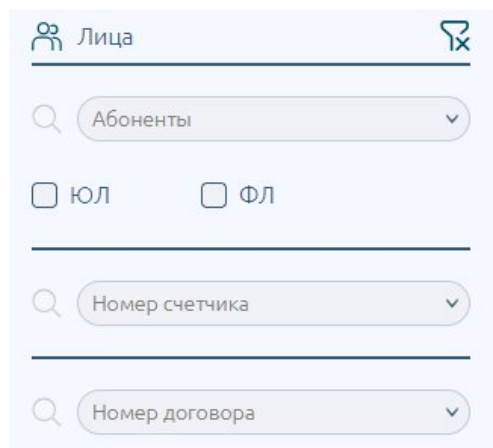 Лица
Абоненты
ЮЛ ФЛ
Номер счетчика
Номер договора